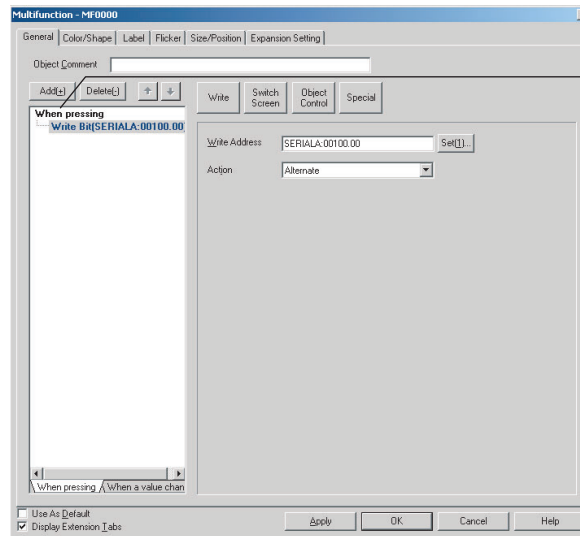 Multifunction - MF0000
General Color/Shape Label Flicker Size/Position Expansion Setting
Object Comment
Add(+) Delete(-)
Write Switch Screen Object Control Special
When pressing
Write Bit(SERIALA:00100.00)
Write Address SERIALA:00100.00 Set(1)...
Action Alternate
When pressing When a value chan
Use As Default
Display Extension Tabs
Apply OK Cancel Help